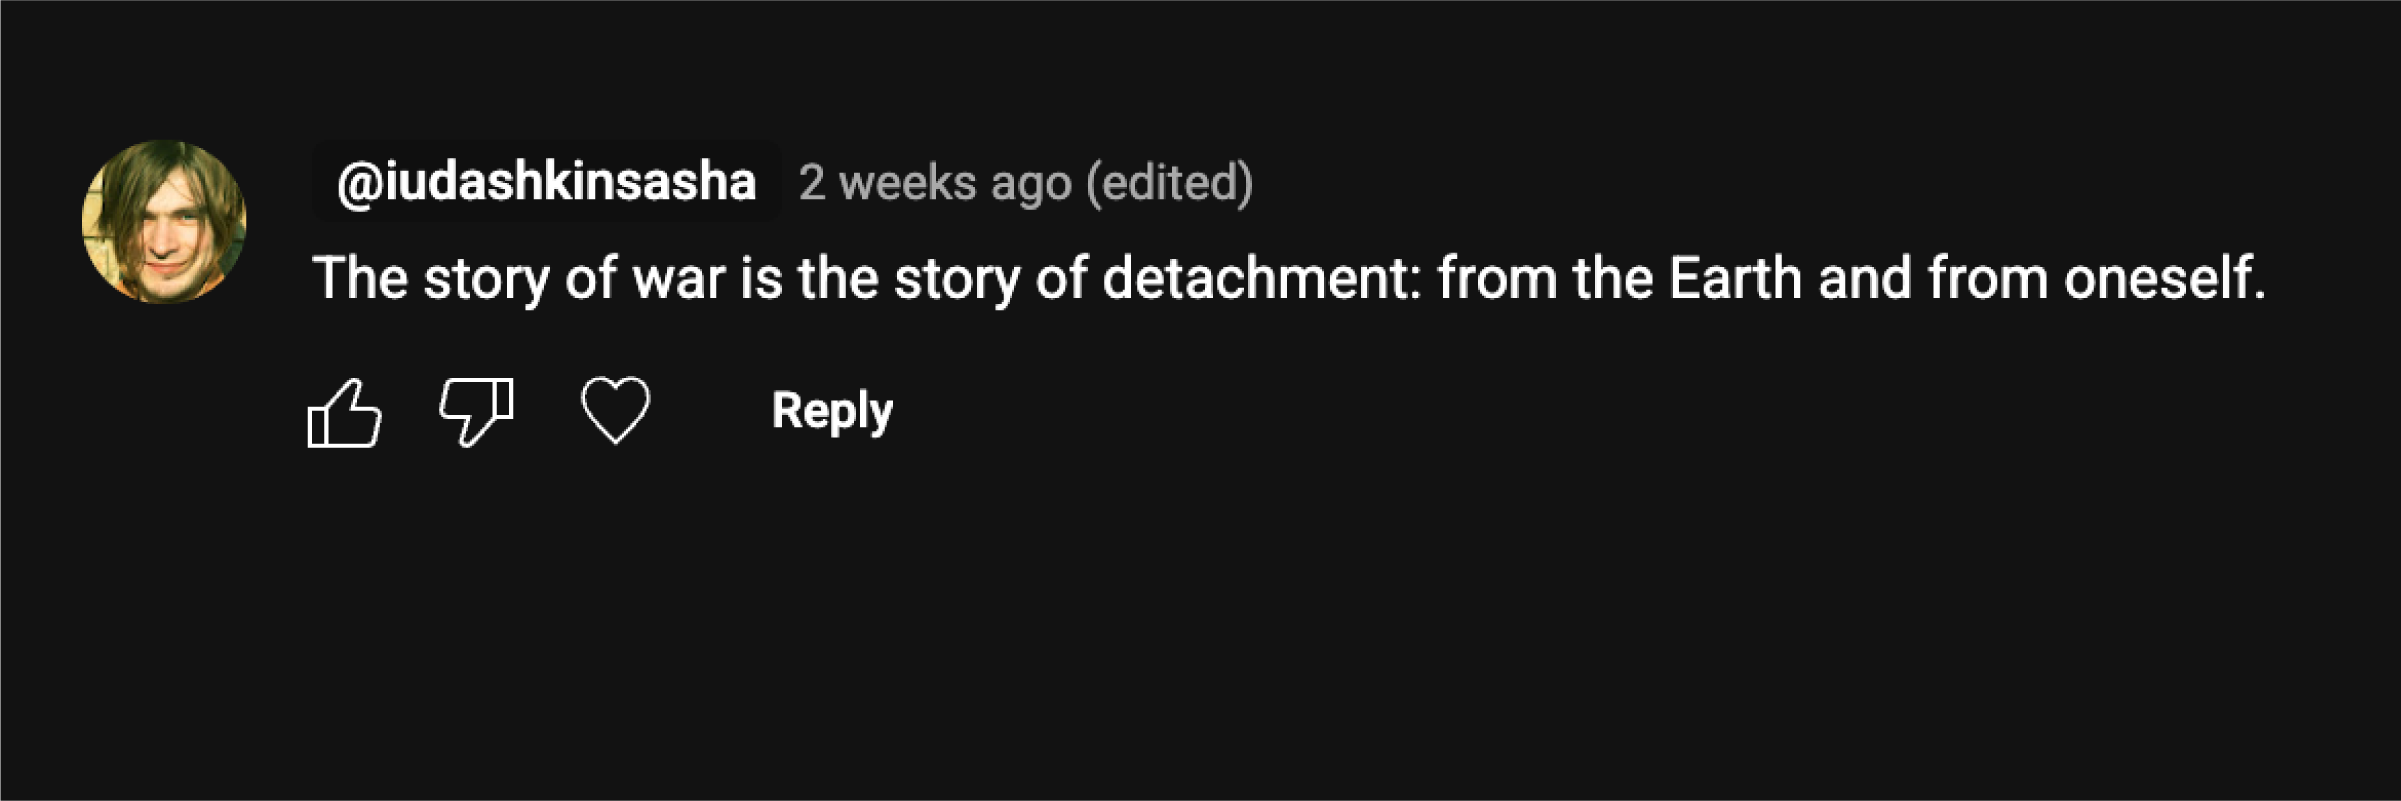 @iudashkinsasha 2 weeks ago (edited)
The story of war is the story of detachment: from the Earth and from oneself.
Reply